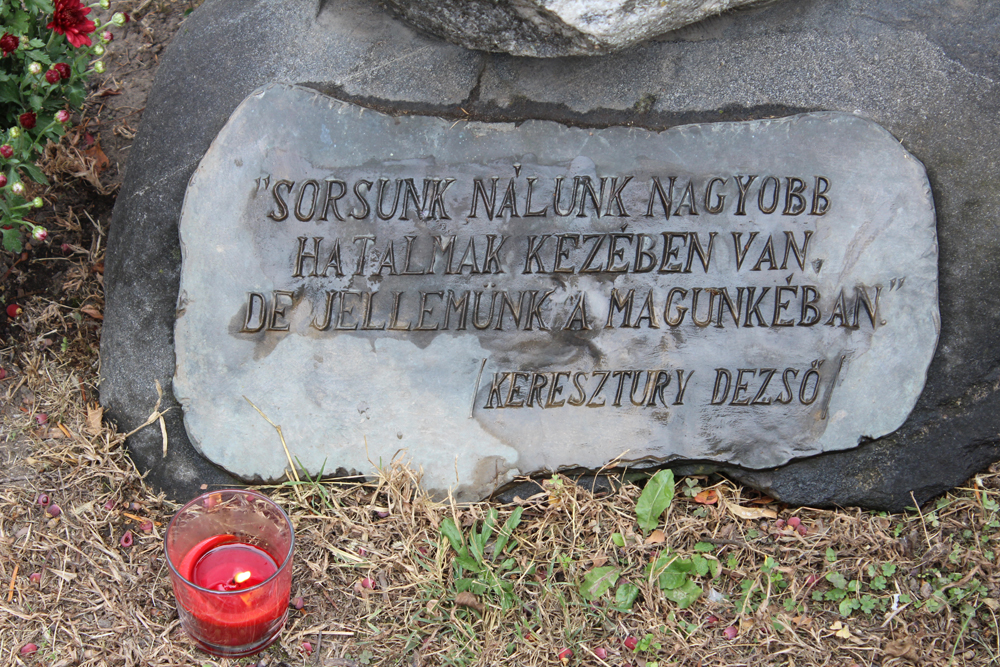 "SORSUNK NÁLUNK NAGYOBB
HATALMAK KEZÉBEN VAN,
DE JELLEMÜNK A MAGUNKÉBAN."
/KERESZTURY DEZSŐ/